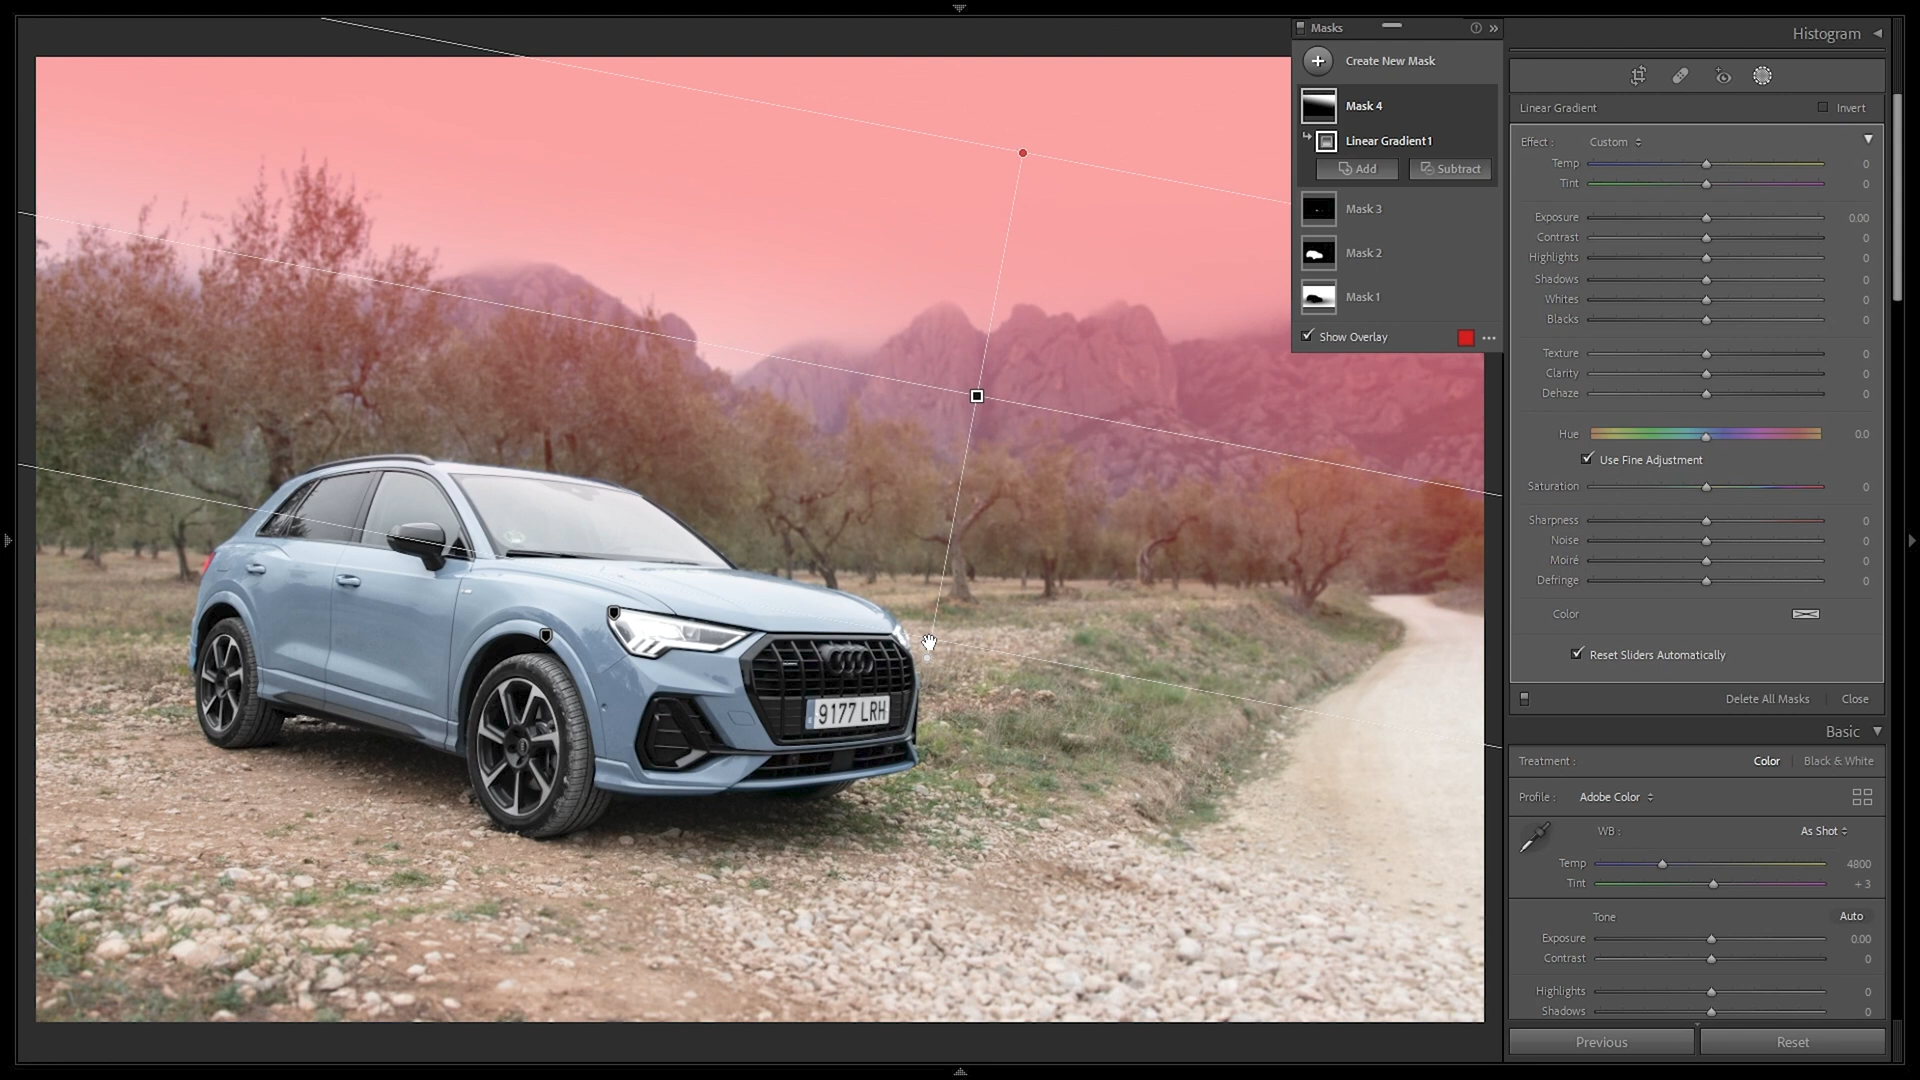 Masks
Create New Mask
Mask 4
Linear Gradient 1
Add
Subtract
Mask 3
Mask 2
Mask 1
Show Overlay
9177 LRH
Histogram
Linear Gradient
Invert
Effect : Custom
Temp 0
Tint 0
Exposure 0.00
Contrast 0
Highlights 0
Shadows 0
Whites 0
Blacks 0
Texture 0
Clarity 0
Dehaze 0
Hue 0.0
Use Fine Adjustment
Saturation 0
Sharpness 0
Noise 0
Moiré 0
Defringe 0
Color
Reset Sliders Automatically
Delete All Masks
Close
Basic
Treatment : Color Black & White
Profile : Adobe Color
WB : As Shot
Temp 4800
Tint + 3
Tone Auto
Exposure 0.00
Contrast 0
Highlights 0
Shadows 0
Previous
Reset